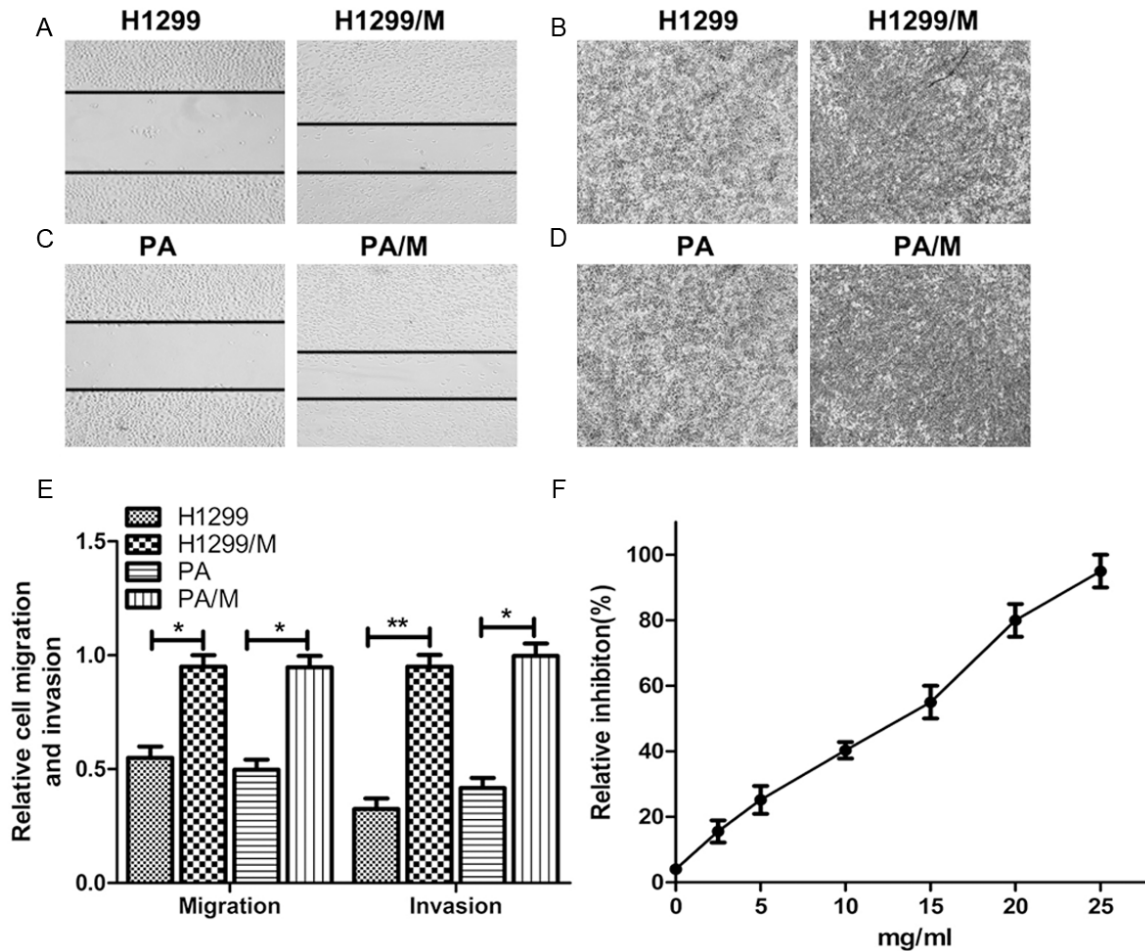 A H1299 H1299/M B H1299 H1299/M
C PA PA/M D PA PA/M
E
H1299
H1299/M
PA
PA/M
Relative cell migration
and invasion
1.5
1.0
0.5
0.0
* * ** *
Migration Invasion
F
Relative inhibiton(%)
100
80
60
40
20
0
0 5 10 15 20 25
mg/ml